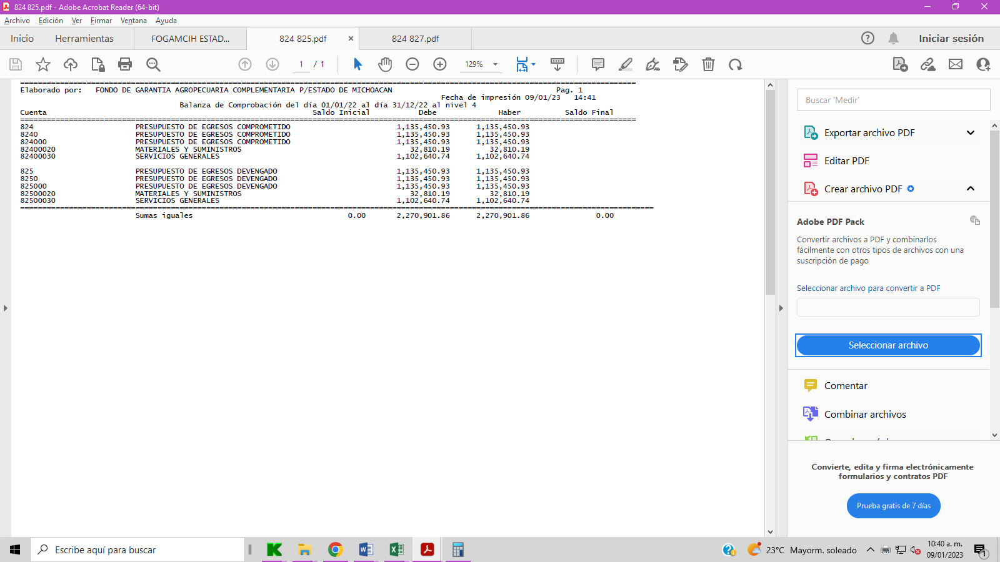 824 825.pdf - Adobe Acrobat Reader (64-bit)
Archivo Edición Ver Firmar Ventana Ayuda
Inicio Herramientas FOGAMCIH ESTAD... 824 825.pdf × 824 827.pdf Iniciar sesión
1 / 1 129%
Elaborado por: FONDO DE GARANTIA AGROPECUARIA COMPLEMENTARIA P/ESTADO DE MICHOACAN Pag. 1
Fecha de impresión 09/01/23 14:41
Balanza de Comprobación del día 01/01/22 al día 31/12/22 al nivel 4
Cuenta Saldo Inicial Debe Haber Saldo Final
824 PRESUPUESTO DE EGRESOS COMPROMETIDO 1,135,450.93 1,135,450.93
8240 PRESUPUESTO DE EGRESOS COMPROMETIDO 1,135,450.93 1,135,450.93
824000 PRESUPUESTO DE EGRESOS COMPROMETIDO 1,135,450.93 1,135,450.93
82400020 MATERIALES Y SUMINISTROS 32,810.19 32,810.19
82400030 SERVICIOS GENERALES 1,102,640.74 1,102,640.74
825 PRESUPUESTO DE EGRESOS DEVENGADO 1,135,450.93 1,135,450.93
8250 PRESUPUESTO DE EGRESOS DEVENGADO 1,135,450.93 1,135,450.93
825000 PRESUPUESTO DE EGRESOS DEVENGADO 1,135,450.93 1,135,450.93
82500020 MATERIALES Y SUMINISTROS 32,810.19 32,810.19
82500030 SERVICIOS GENERALES 1,102,640.74 1,102,640.74
Sumas iguales 0.00 2,270,901.86 2,270,901.86 0.00
Buscar 'Medir'
Exportar archivo PDF
Editar PDF
Crear archivo PDF
Adobe PDF Pack
Convertir archivos a PDF y combinarlos
fácilmente con otros tipos de archivos con una
suscripción de pago
Seleccionar archivo para convertir a PDF
Seleccionar archivo
Comentar
Combinar archivos
Convierte, edita y firma electrónicamente
formularios y contratos PDF
Prueba gratis de 7 días
Escribe aquí para buscar
23°C Mayorm. soleado
10:40 a. m.
09/01/2023
1